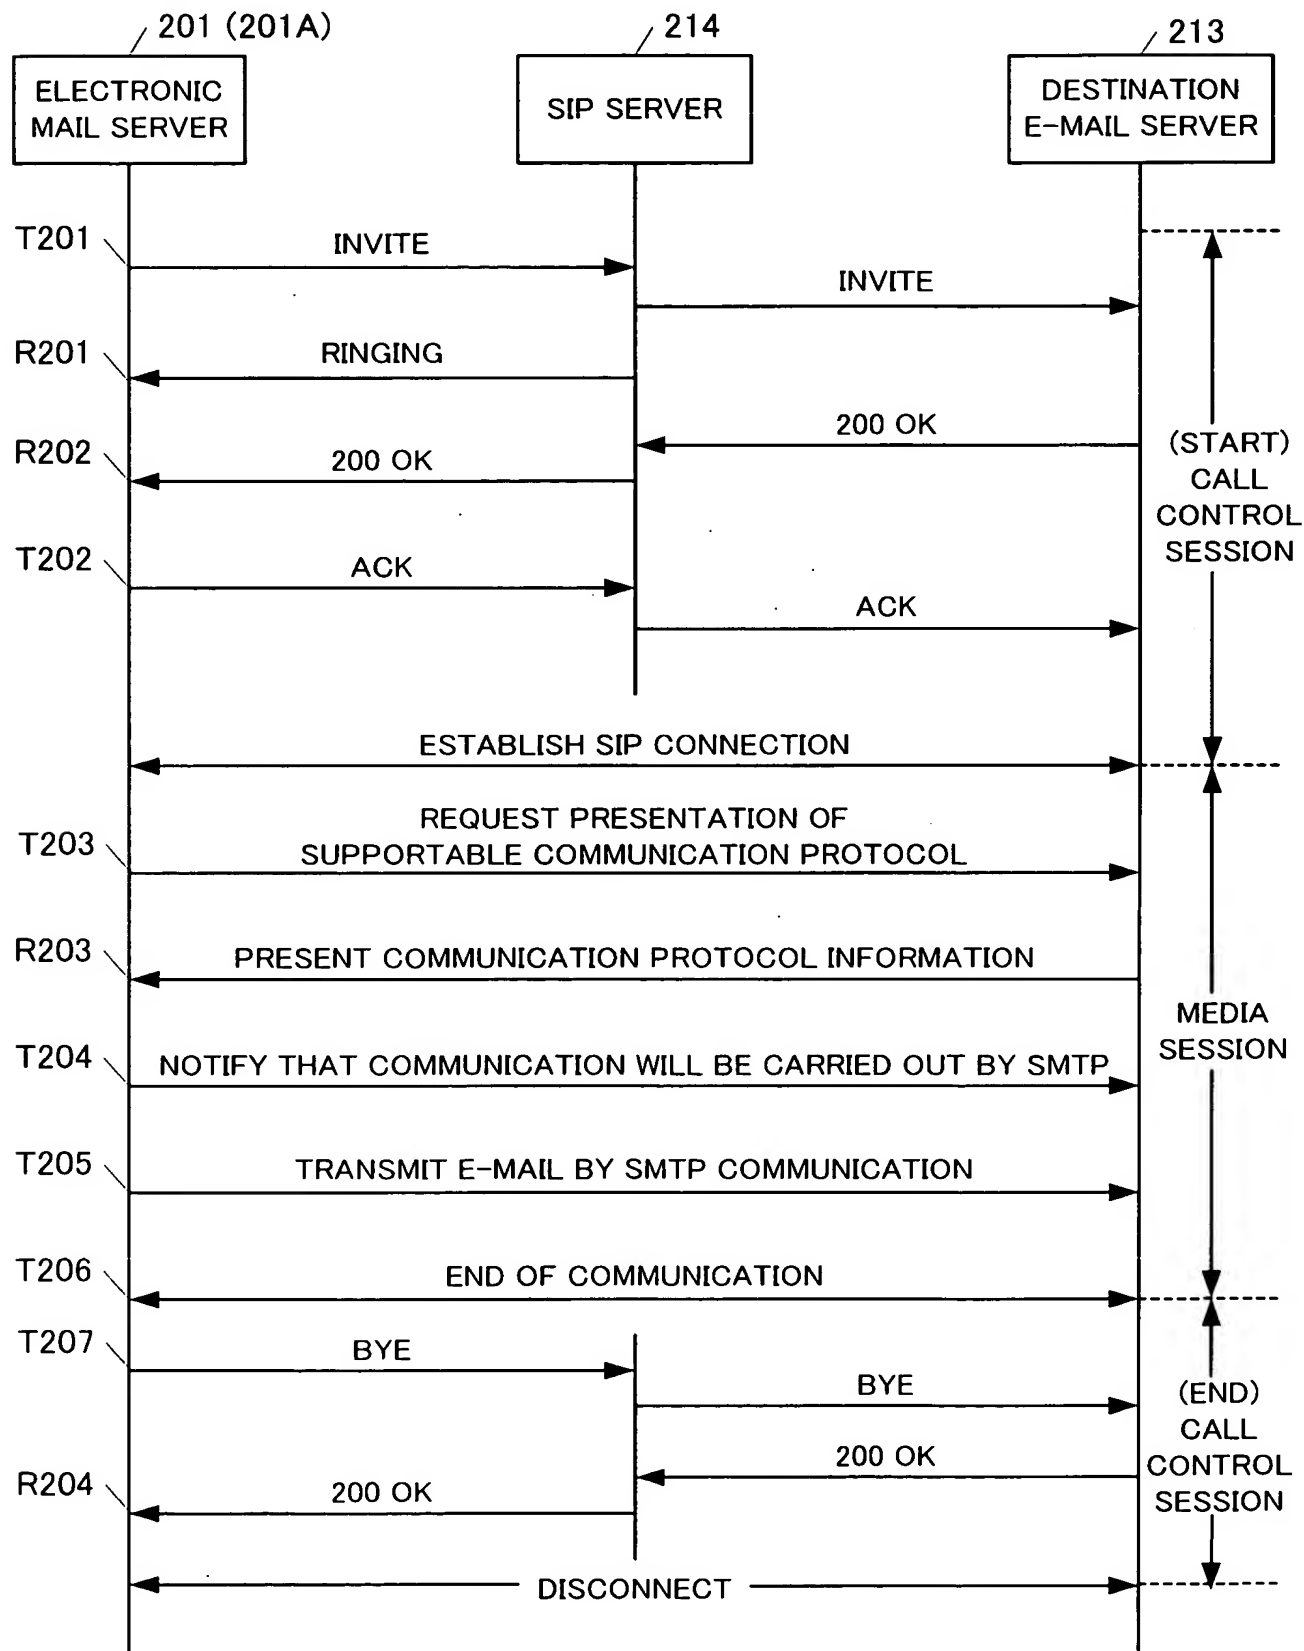 201 (201A)
214
213
ELECTRONIC
MAIL SERVER
SIP SERVER
DESTINATION
E-MAIL SERVER
T201
INVITE
INVITE
R201
RINGING
200 OK
R202
200 OK
(START)
CALL
CONTROL
SESSION
T202
ACK
ACK
ESTABLISH SIP CONNECTION
T203
REQUEST PRESENTATION OF
SUPPORTABLE COMMUNICATION PROTOCOL
R203
PRESENT COMMUNICATION PROTOCOL INFORMATION
MEDIA
SESSION
T204
NOTIFY THAT COMMUNICATION WILL BE CARRIED OUT BY SMTP
T205
TRANSMIT E-MAIL BY SMTP COMMUNICATION
T206
END OF COMMUNICATION
T207
BYE
BYE
(END)
CALL
CONTROL
SESSION
200 OK
R204
200 OK
DISCONNECT